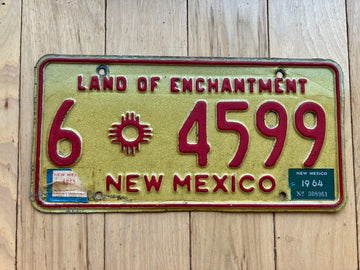 LAND OF ENCHANTMENT
6 4599
NEW MEXICO
NEW MEXICO
1964